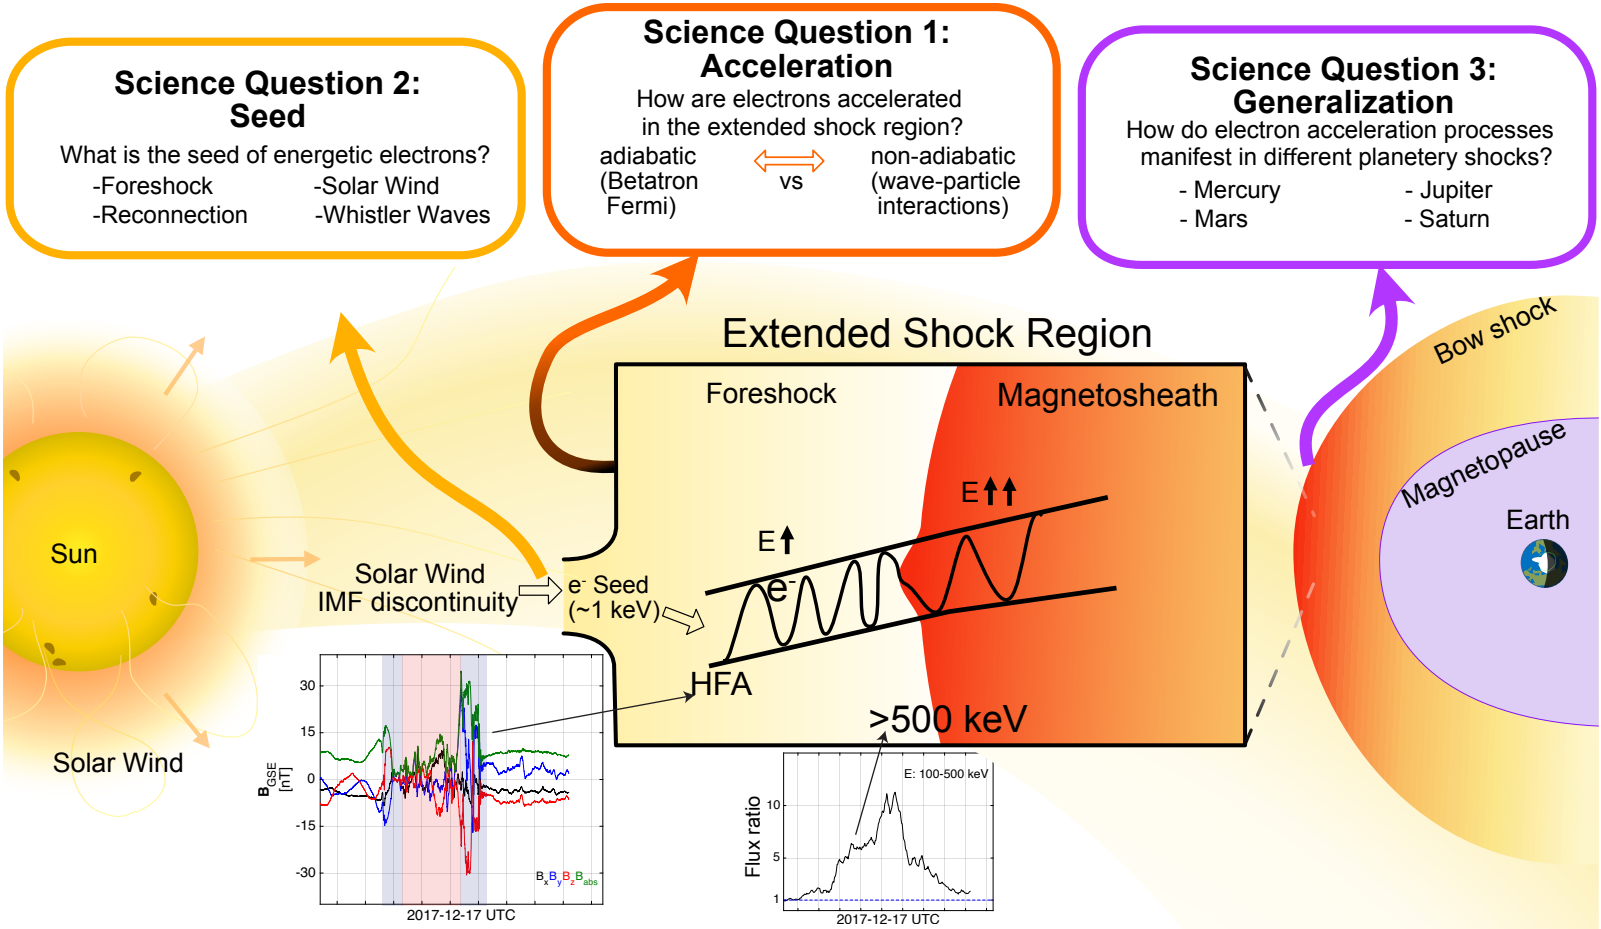 Science Question 2:
Seed
What is the seed of energetic electrons?
-Foreshock -Solar Wind
-Reconnection -Whistler Waves
Science Question 1:
Acceleration
How are electrons accelerated
in the extended shock region?
adiabatic non-adiabatic
(Betatron vs (wave-particle
Fermi) interactions)
Science Question 3:
Generalization
How do electron acceleration processes
manifest in different planetery shocks?
- Mercury - Jupiter
- Mars - Saturn
Extended Shock Region
Bow shock
Foreshock
Magnetosheath
Magnetopause
Earth
E
E
Sun
Solar Wind
IMF discontinuity
e- Seed
(~1 keV)
e-
HFA
>500 keV
Solar Wind
30
15
0
-15
-30
BGSE
[nT]
BxByBzBabs
2017-12-17 UTC
E: 100-500 keV
10
5
1
Flux ratio
2017-12-17 UTC